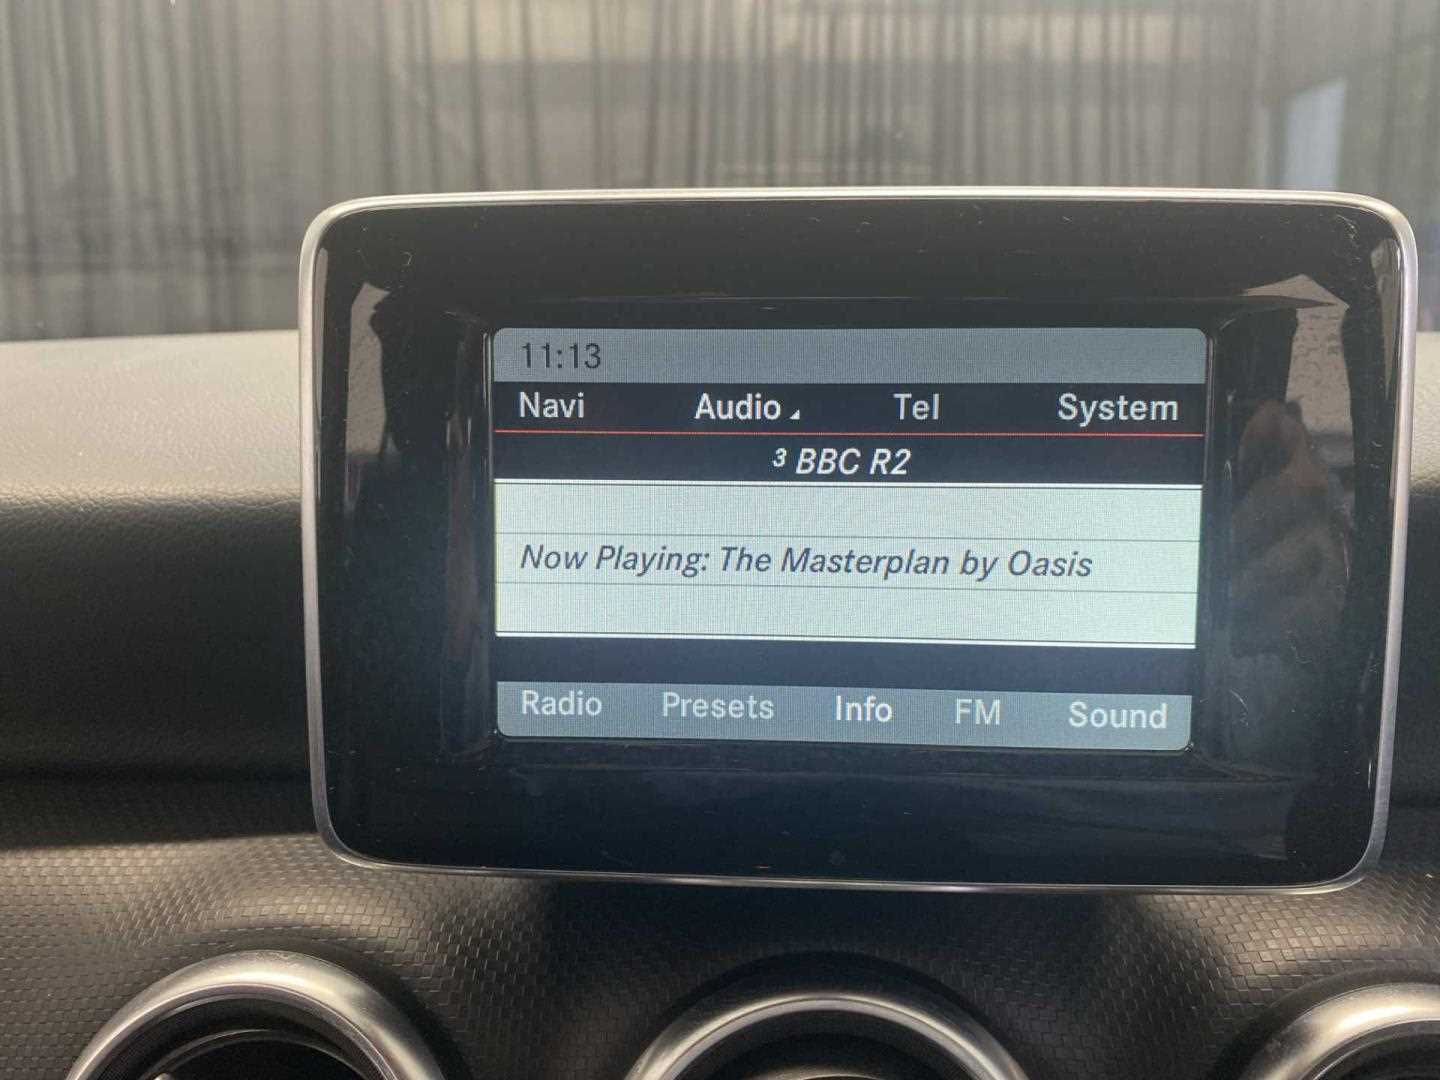 11:13
Navi Audio Tel System
3 BBC R2
Now Playing: The Masterplan by Oasis
Radio Presets Info FM Sound